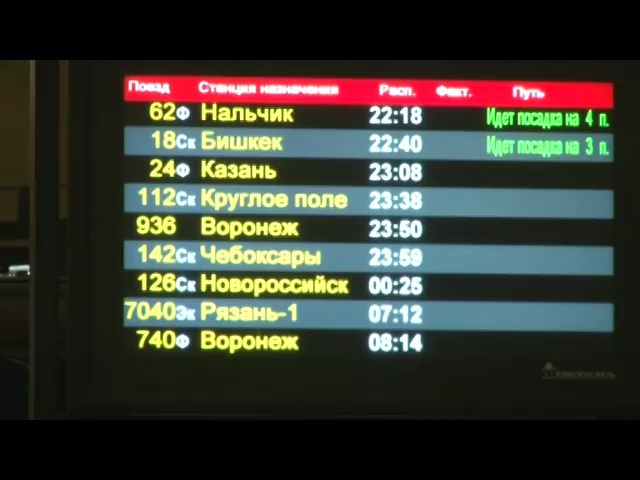 Поезд Станция назначения Расп. Факт. Путь
62Ф Нальчик 22:18 Идет посадка на 4 п.
18Ск Бишкек 22:40 Идет посадка на 3 п.
24Ф Казань 23:08
112Ск Круглое поле 23:38
936 Воронеж 23:50
142Ск Чебоксары 23:59
126Ск Новороссийск 00:25
7040Эк Рязань-1 07:12
740Ф Воронеж 08:14